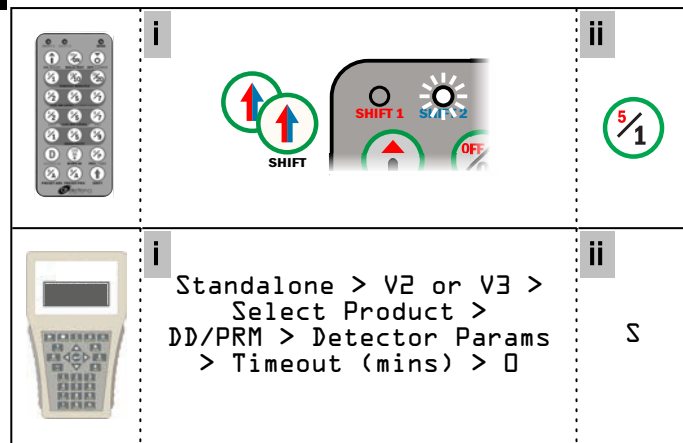 i
ii
SHIFT 1
SHIFT 2
SHIFT
OFF
5/1
i
ii
Standalone > V2 or V3 >
Select Product >
DD/PRM > Detector Params
> Timeout (mins) > 0
S